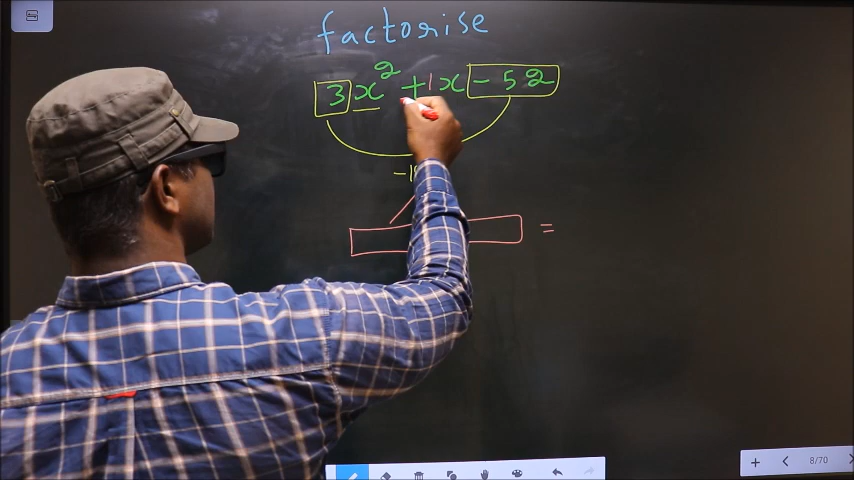 factorise
3x² + 1x - 52
=
8/70